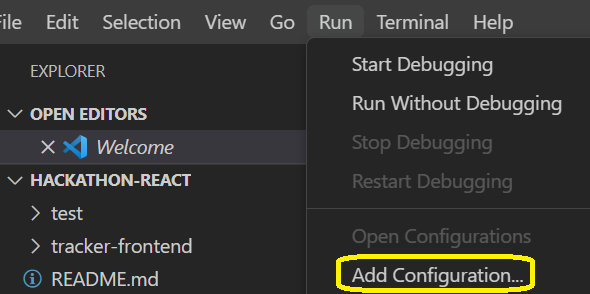 File Edit Selection View Go Run Terminal Help
EXPLORER
OPEN EDITORS
Welcome
HACKATHON-REACT
test
tracker-frontend
README.md
Start Debugging
Run Without Debugging
Stop Debugging
Restart Debugging
Open Configurations
Add Configuration...